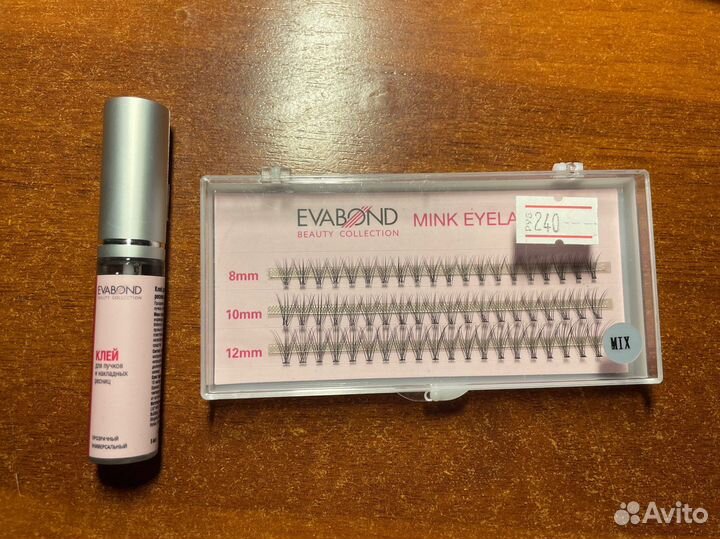 EVABOND
BEAUTY COLLECTION
КЛЕЙ
для пучков
и накладных
ресниц
ПРОЗРАЧНЫЙ
УНИВЕРСАЛЬНЫЙ
EVABOND
BEAUTY COLLECTION
MINK EYELA
РУБ
240
8mm
10mm
12mm
MIX
Avito